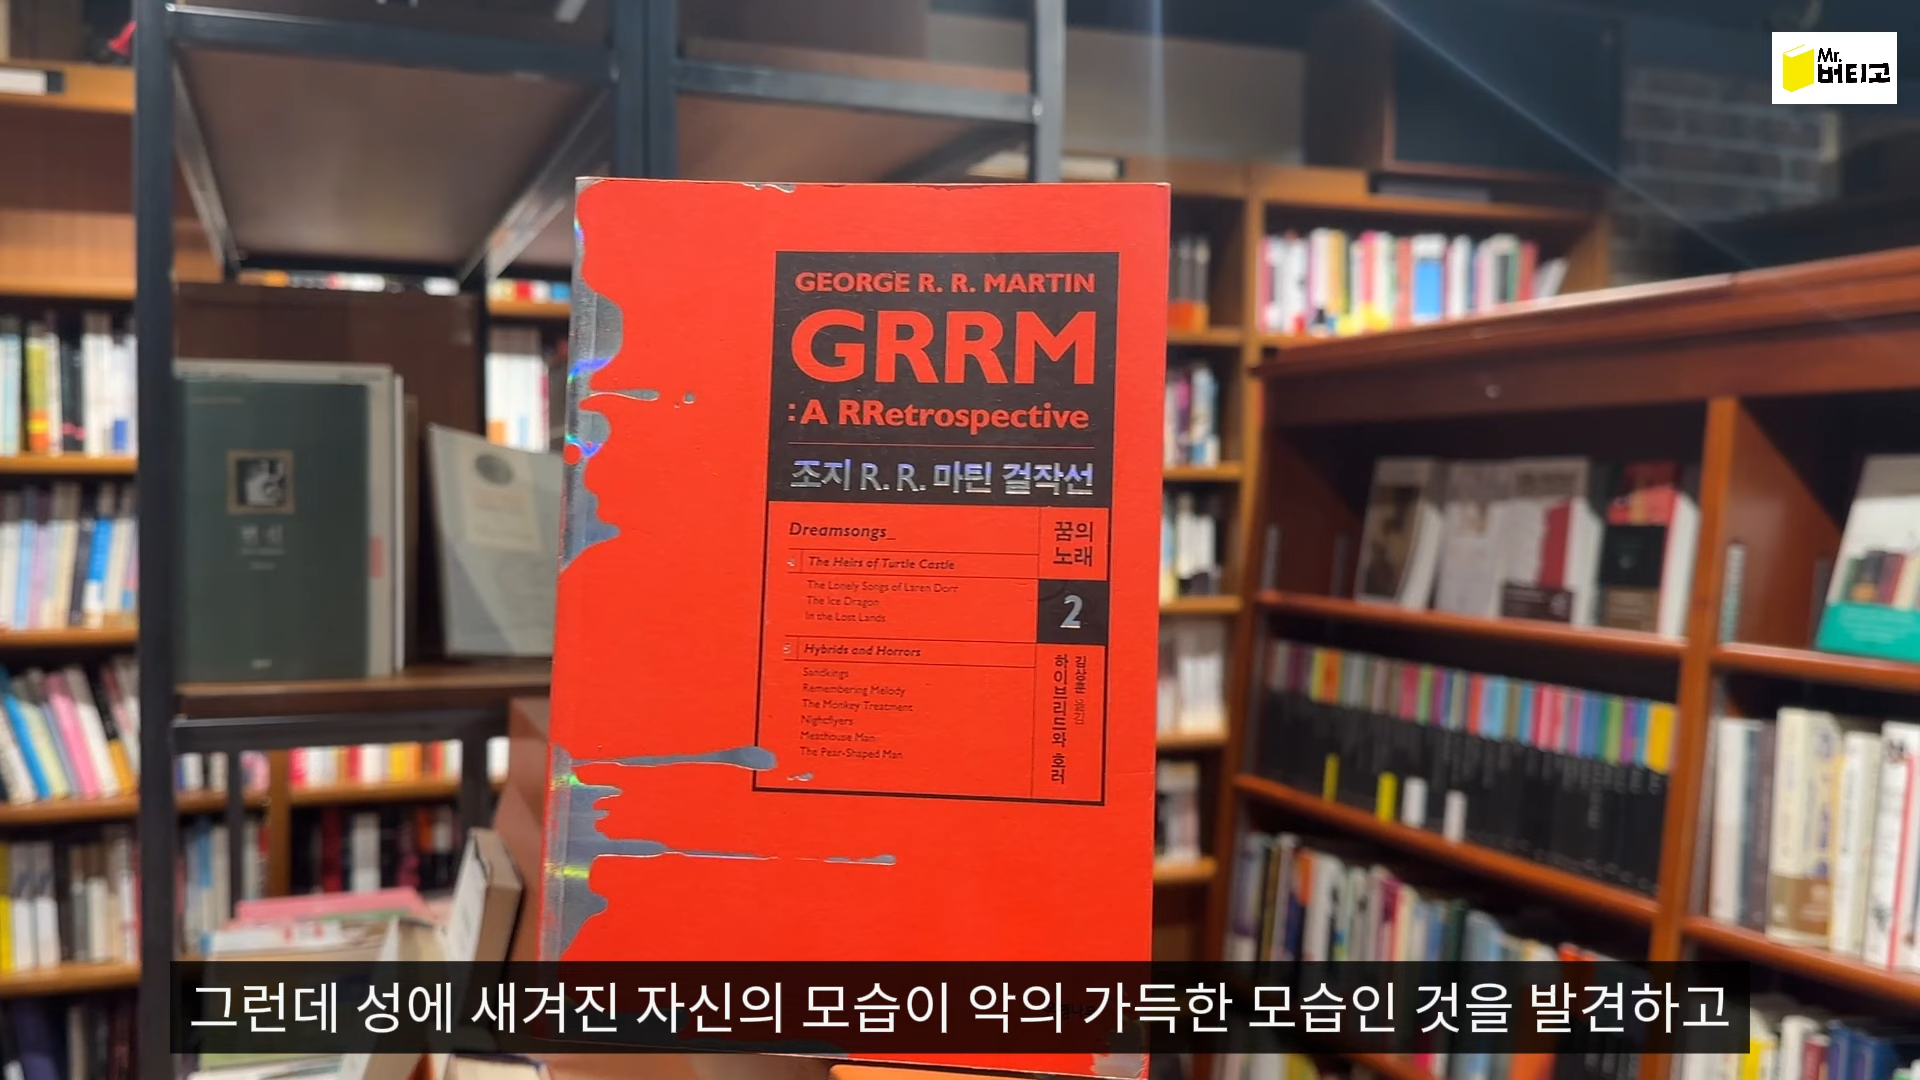 Mr.
버티고
GEORGE R. R. MARTIN
GRRM
: A RRetrospective
조지 R. R. 마틴 걸작선
Dreamsongs_
꿈의
노래
The Heirs of Turtle Castle
The Lonely Songs of Laren Dorr
The Ice Dragon
In the Lost Lands
2
Hybrids and Horrors
Sandkings
Remembering Melody
The Monkey Treatment
Nightflyers
Meathouse Man
The Pear-Shaped Man
하이브리드와 호러
김상훈 옮김
변신
그런데 성에 새겨진 자신의 모습이 악의 가득한 모습인 것을 발견하고